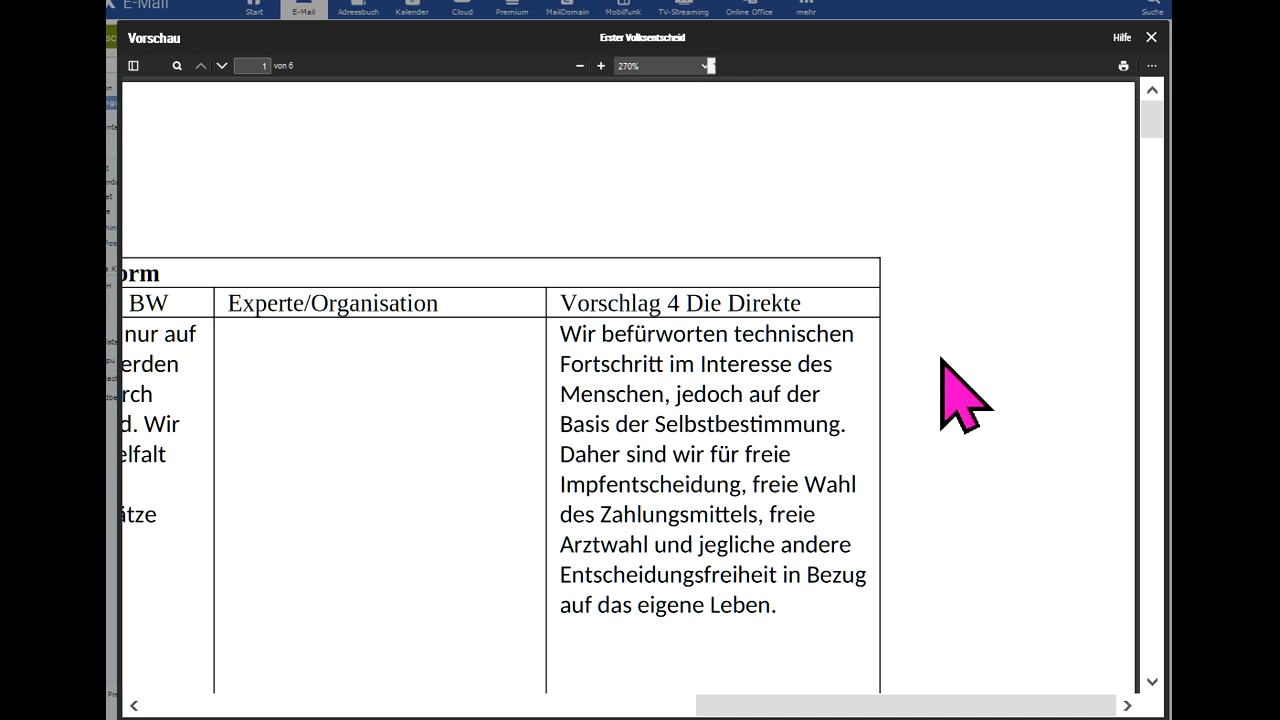 E-Mail
Start
E-Mail
Adressbuch
Kalender
Cloud
Premium
MailDomain
Mobilfunk
TV-Streaming
Online Office
mehr
Suche
Vorschau
Erster Volksentscheid
Hilfe
1 von 6
270%
orm
BW
Experte/Organisation
Vorschlag 4 Die Direkte
nur auf
erden
rch
d. Wir
elfalt
ätze
Wir befürworten technischen
Fortschritt im Interesse des
Menschen, jedoch auf der
Basis der Selbstbestimmung.
Daher sind wir für freie
Impfentscheidung, freie Wahl
des Zahlungsmittels, freie
Arztwahl und jegliche andere
Entscheidungsfreiheit in Bezug
auf das eigene Leben.